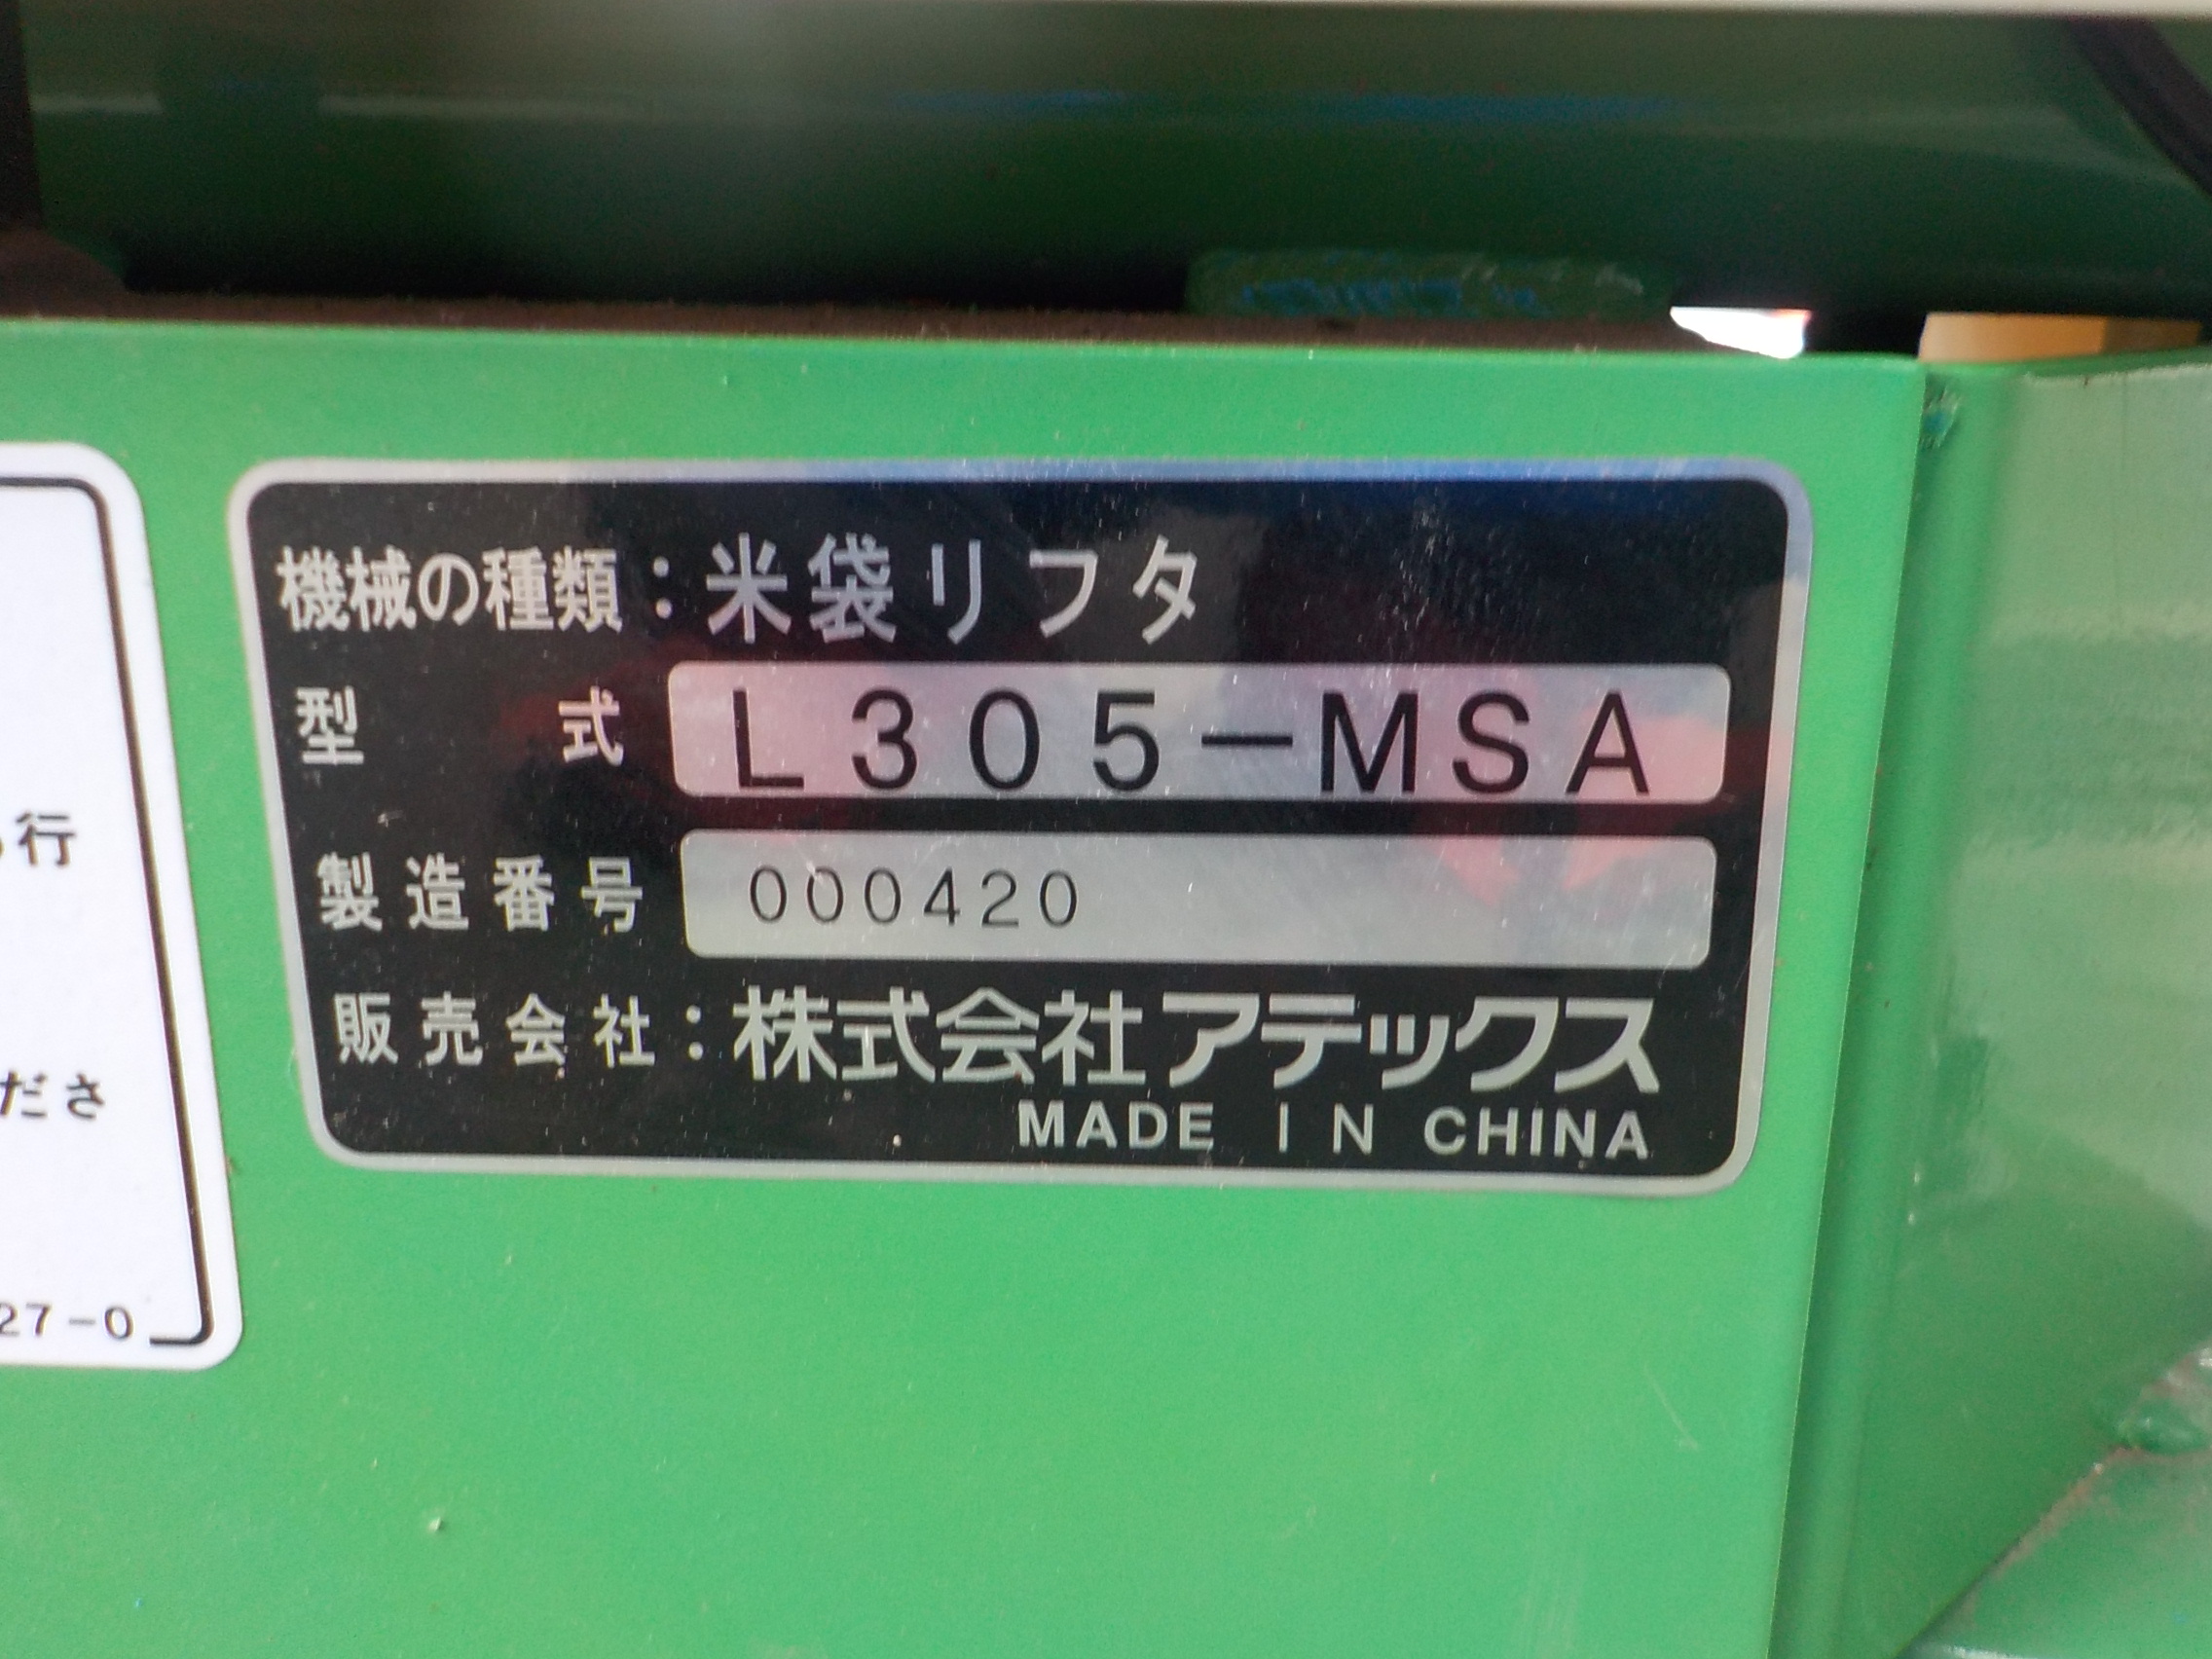 機械の種類：米袋リフタ
型式 L305-MSA
製造番号 000420
販売会社：株式会社アテックス
MADE IN CHINA
行
ださ
27-0